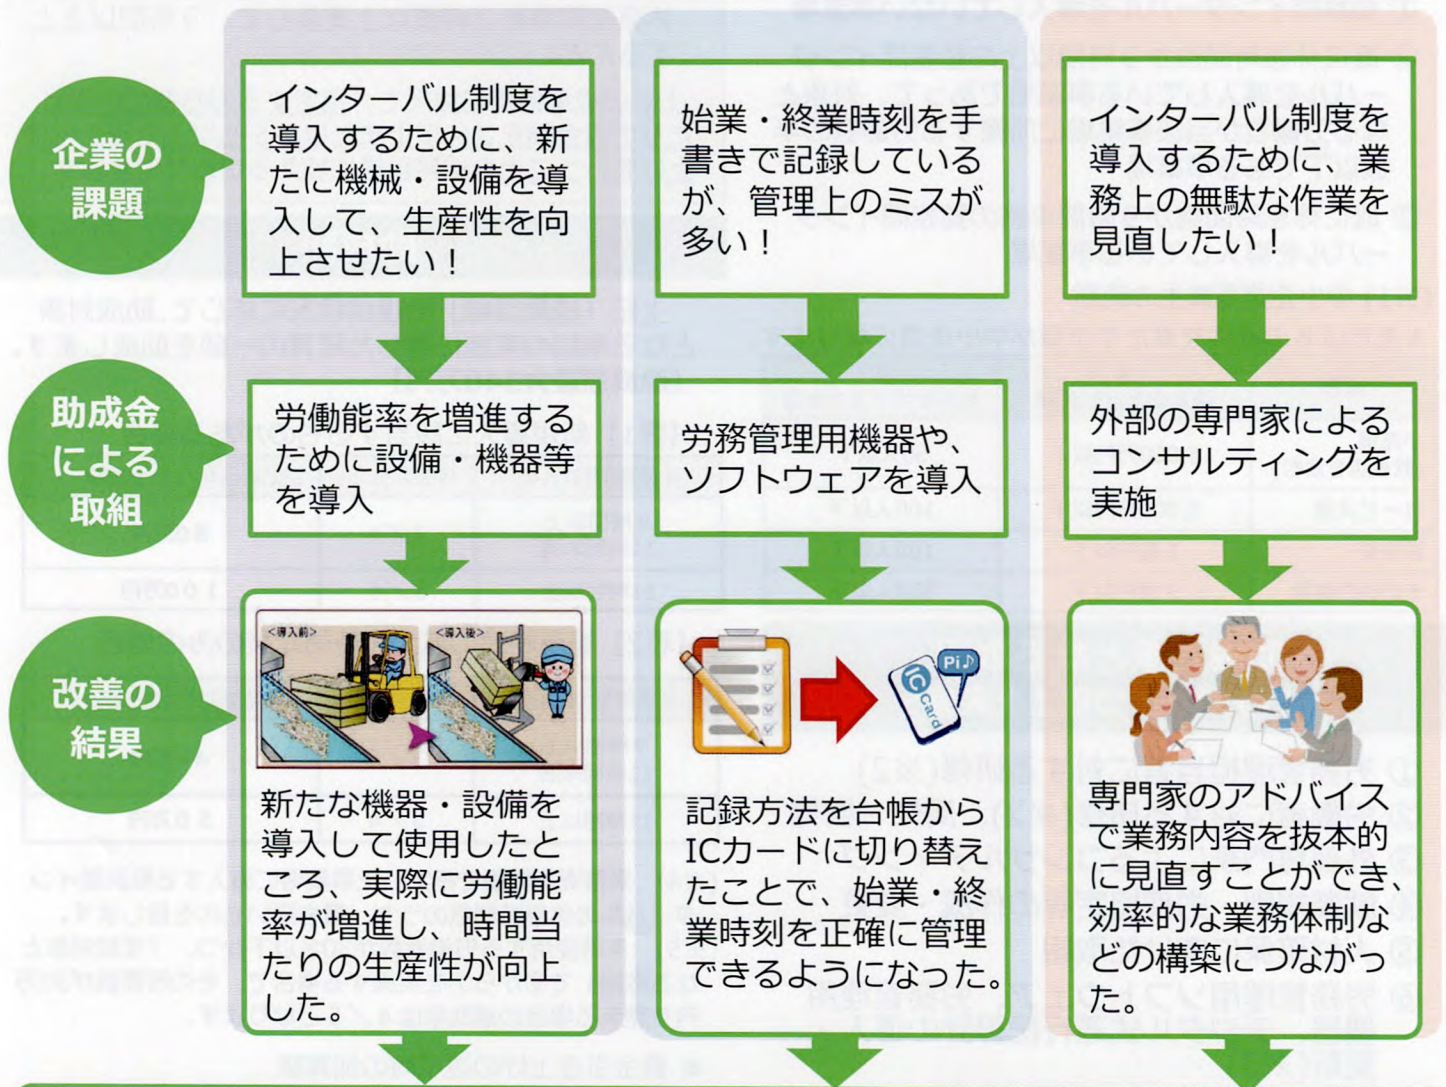 企業の
課題
インターバル制度を
導入するために、新
たに機械・設備を導
入して、生産性を向
上させたい！
始業・終業時刻を手
書きで記録している
が、管理上のミスが
多い！
インターバル制度を
導入するために、業
務上の無駄な作業を
見直したい！
助成金
による
取組
労働能率を増進する
ために設備・機器等
を導入
労務管理用機器や、
ソフトウェアを導入
外部の専門家による
コンサルティングを
実施
改善の
結果
<導入前>
<導入後>
新たな機器・設備を
導入して使用したと
ころ、実際に労働能
率が増進し、時間当
たりの生産性が向上
した。
Pi♪
IC
Card
記録方法を台帳から
ICカードに切り替え
たことで、始業・終
業時刻を正確に管理
できるようになった。
専門家のアドバイス
で業務内容を抜本的
に見直すことができ、
効率的な業務体制な
どの構築につながっ
た。